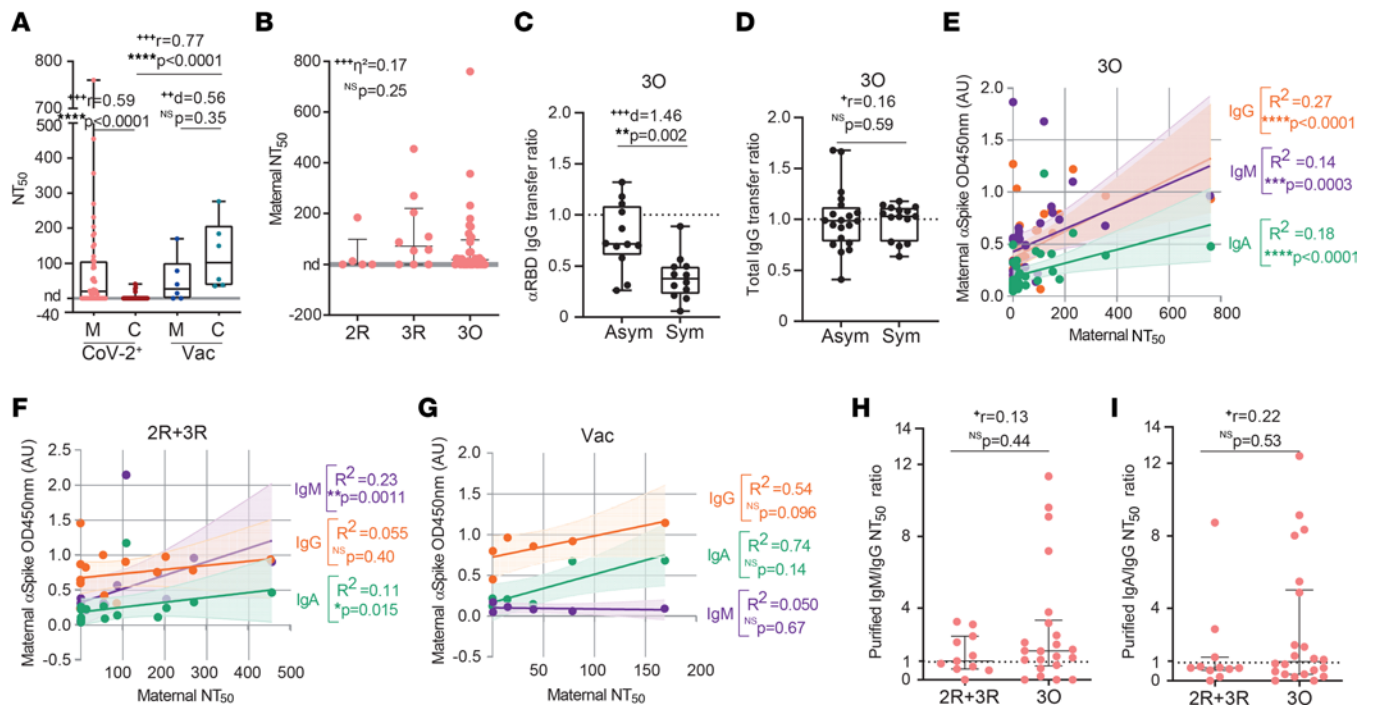 A
+++r=0.77
****p<0.0001
+++r=0.59
****p<0.0001
++d=0.56
NSp=0.35
NT50
800
700
500
400
300
200
100
nd
-40
M
C
M
C
CoV-2+
Vac
B
+++η²=0.17
NSp=0.25
Maternal NT50
800
600
400
200
nd
-200
2R
3R
3O
C
3O
+++d=1.46
**p=0.002
αRBD IgG transfer ratio
2.0
1.5
1.0
0.5
0
Asym
Sym
D
3O
+r=0.16
NSp=0.59
Total IgG transfer ratio
2.0
1.5
1.0
0.5
0
Asym
Sym
E
3O
Maternal αSpike OD450nm (AU)
2.0
1.5
1.0
0.5
0.0
0
200
400
600
800
Maternal NT50
IgG
R2=0.27
****p<0.0001
IgM
R2=0.14
***p=0.0003
IgA
R2=0.18
****p<0.0001
F
2R+3R
Maternal αSpike OD450nm (AU)
2.5
2.0
1.5
1.0
0.5
0.0
-0.5
100
200
300
400
500
Maternal NT50
IgM
R2=0.23
**p=0.0011
IgG
R2=0.055
NSp=0.40
IgA
R2=0.11
*p=0.015
G
Vac
Maternal αSpike OD450nm (AU)
2.0
1.5
1.0
0.5
0.0
-0.5
50
100
150
200
Maternal NT50
IgG
R2=0.54
NSp=0.096
IgA
R2=0.74
NSp=0.14
IgM
R2=0.050
NSp=0.67
H
+r=0.13
NSp=0.44
Purified IgM/IgG NT50 ratio
14
12
8
4
1
0
2R+3R
3O
I
+r=0.22
NSp=0.53
Purified IgA/IgG NT50 ratio
14
12
8
4
1
0
2R+3R
3O